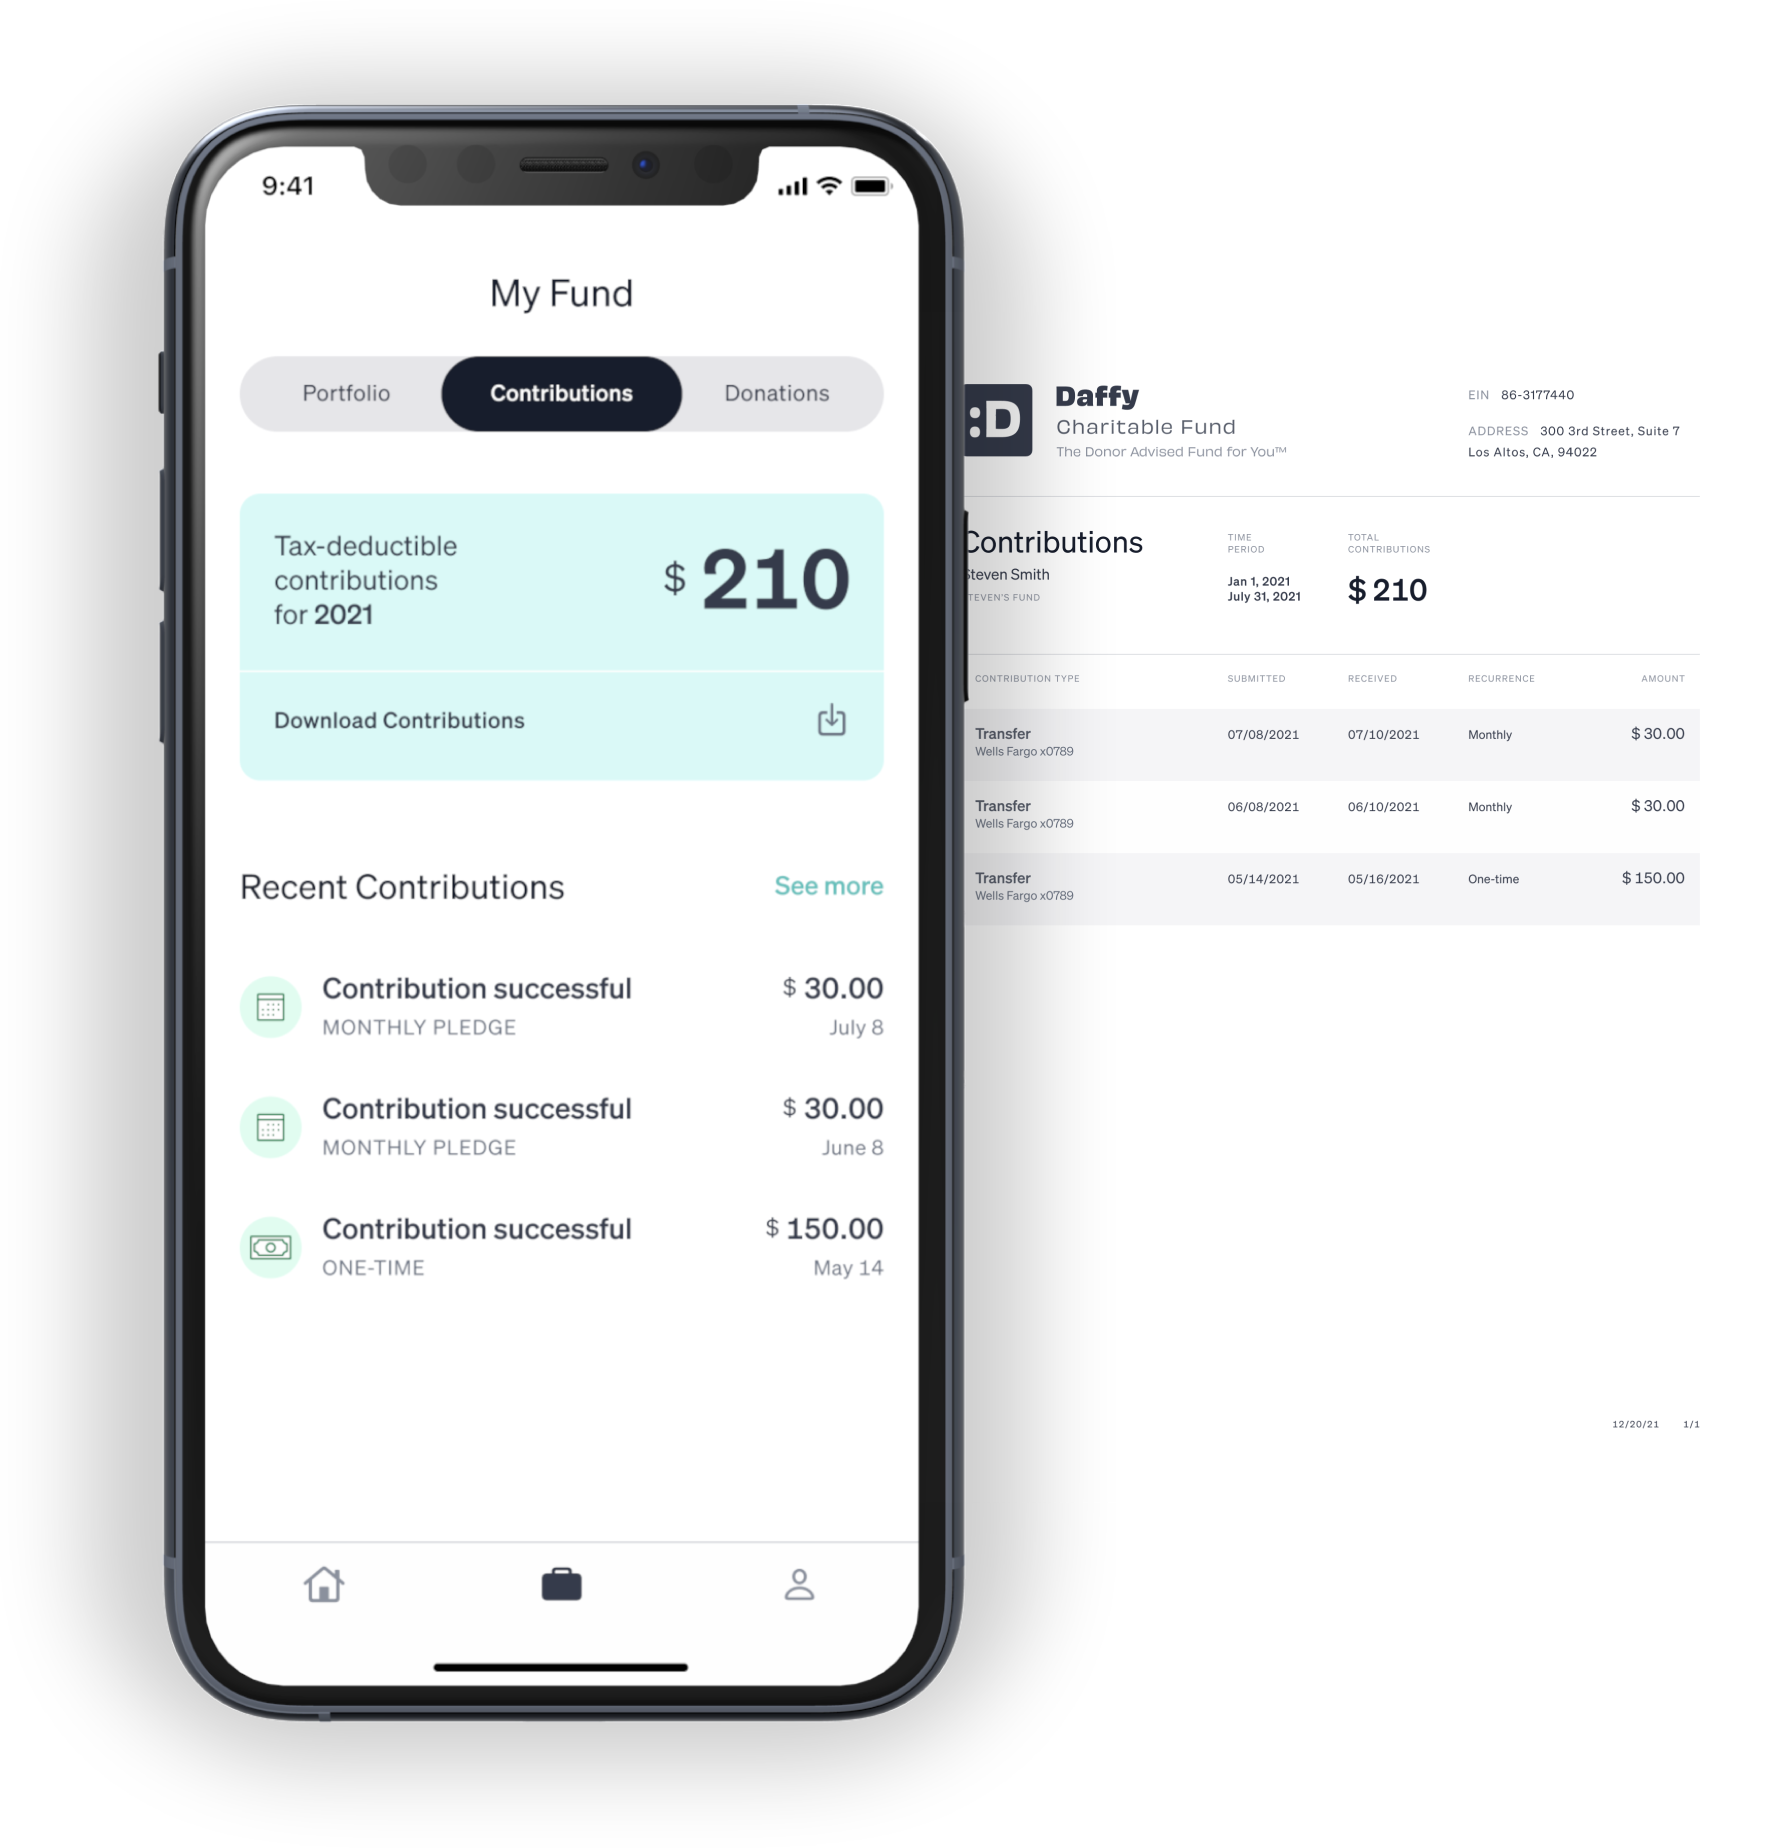 9:41
My Fund
Portfolio Contributions Donations
Tax-deductible
contributions
for 2021
$ 210
Download Contributions
Recent Contributions See more
Contribution successful $ 30.00
MONTHLY PLEDGE July 8
Contribution successful $ 30.00
MONTHLY PLEDGE June 8
Contribution successful $ 150.00
ONE-TIME May 14
:D
Daffy
Charitable Fund
The Donor Advised Fund for You™
EIN 86-3177440
ADDRESS 300 3rd Street, Suite 7
Los Altos, CA, 94022
Contributions
Steven Smith
TEVEN'S FUND
TIME
PERIOD
Jan 1, 2021
July 31, 2021
TOTAL
CONTRIBUTIONS
$ 210
CONTRIBUTION TYPE SUBMITTED RECEIVED RECURRENCE AMOUNT
Transfer 07/08/2021 07/10/2021 Monthly $ 30.00
Wells Fargo x0789
Transfer 06/08/2021 06/10/2021 Monthly $ 30.00
Wells Fargo x0789
Transfer 05/14/2021 05/16/2021 One-time $ 150.00
Wells Fargo x0789
12/20/21 1/1